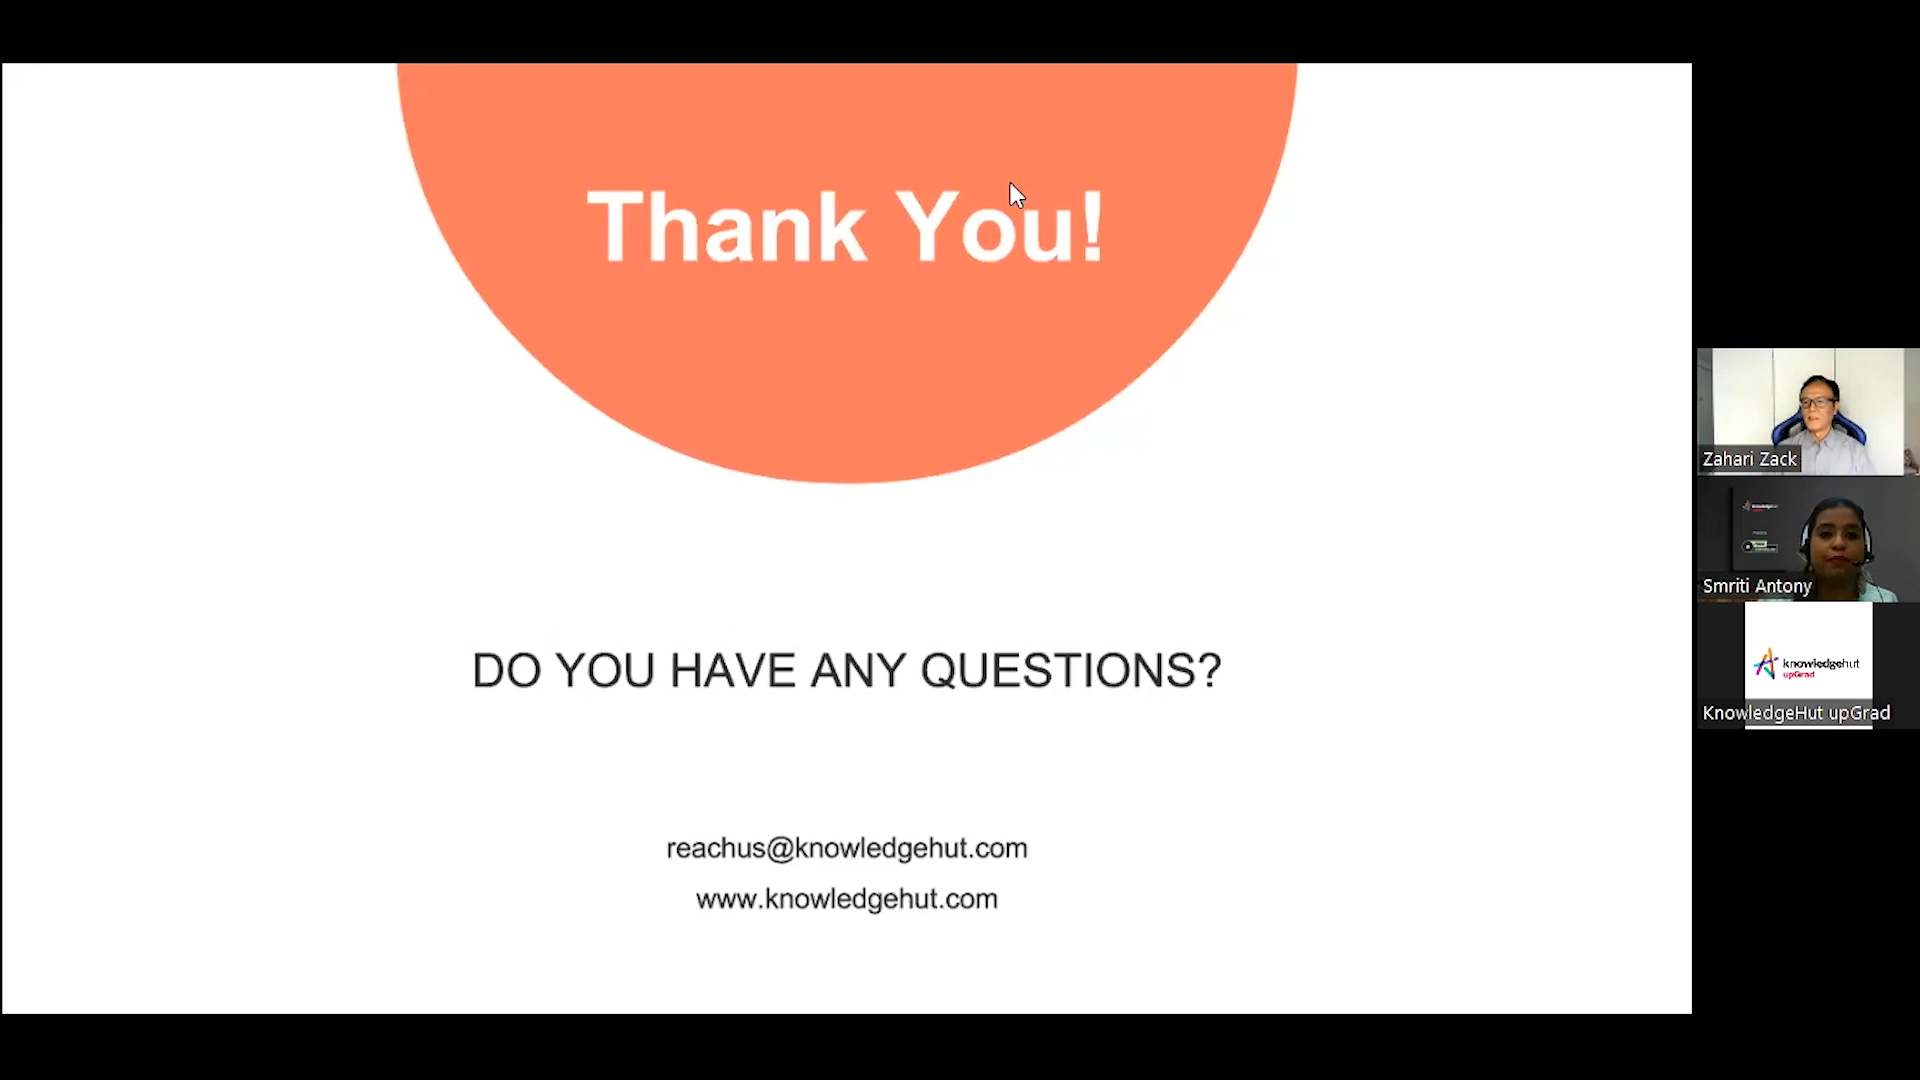 Thank You!
DO YOU HAVE ANY QUESTIONS?
reachus@knowledgehut.com
www.knowledgehut.com
Zahari Zack
Smriti Antony
knowledgehut
upGrad
KnowledgeHut upGrad